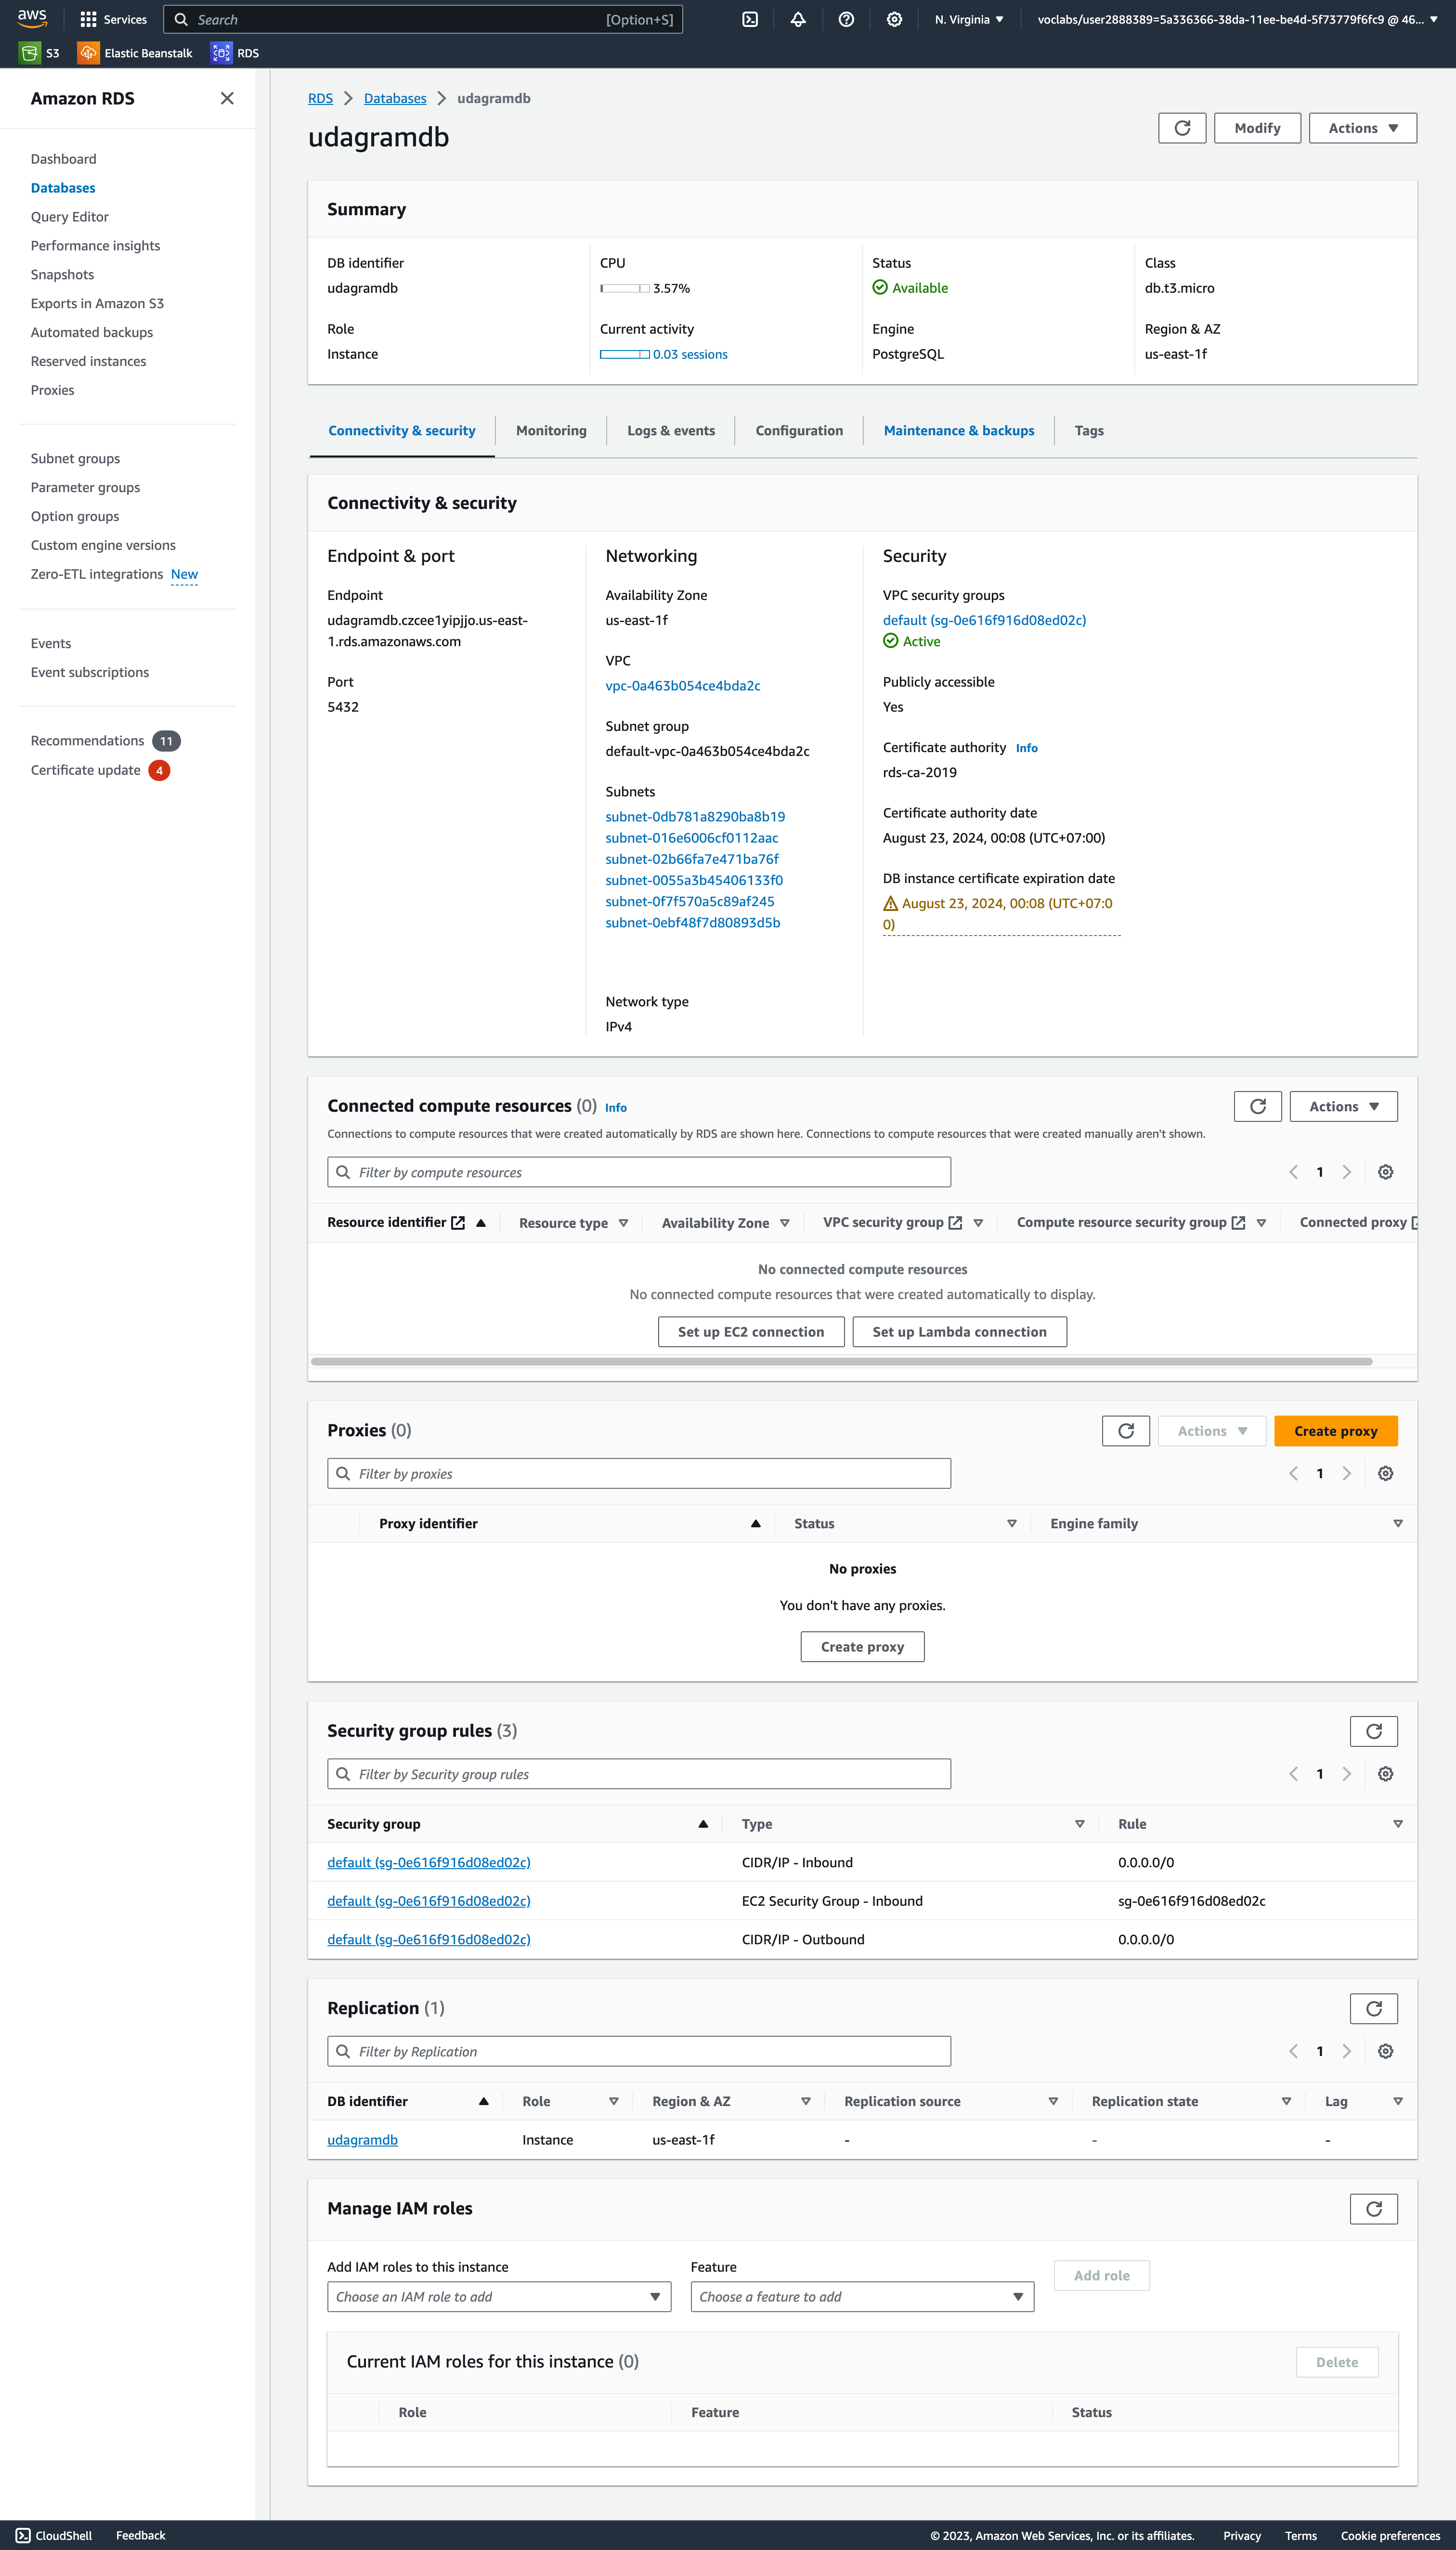 aws
Services
Search
[Option+S]
N. Virginia
voclabs/user2888389=5a336366-38da-11ee-be4d-5f73779f6fc9 @ 46...
S3
Elastic Beanstalk
RDS
Amazon RDS
Dashboard
Databases
Query Editor
Performance insights
Snapshots
Exports in Amazon S3
Automated backups
Reserved instances
Proxies
Subnet groups
Parameter groups
Option groups
Custom engine versions
Zero-ETL integrations New
Events
Event subscriptions
Recommendations 11
Certificate update 4
RDS > Databases > udagramdb
udagramdb
Modify
Actions
Summary
DB identifier
udagramdb
CPU
3.57%
Status
Available
Class
db.t3.micro
Role
Instance
Current activity
0.03 sessions
Engine
PostgreSQL
Region & AZ
us-east-1f
Connectivity & security
Monitoring
Logs & events
Configuration
Maintenance & backups
Tags
Connectivity & security
Endpoint & port
Endpoint
udagramdb.czcee1yipjjo.us-east-
1.rds.amazonaws.com
Port
5432
Networking
Availability Zone
us-east-1f
VPC
vpc-0a463b054ce4bda2c
Subnet group
default-vpc-0a463b054ce4bda2c
Subnets
subnet-0db781a8290ba8b19
subnet-016e6006cf0112aac
subnet-02b66fa7e471ba76f
subnet-0055a3b45406133f0
subnet-0f7f570a5c89af245
subnet-0ebf48f7d80893d5b
Network type
IPv4
Security
VPC security groups
default (sg-0e616f916d08ed02c)
Active
Publicly accessible
Yes
Certificate authority Info
rds-ca-2019
Certificate authority date
August 23, 2024, 00:08 (UTC+07:00)
DB instance certificate expiration date
August 23, 2024, 00:08 (UTC+07:0
0)
Connected compute resources (0) Info
Actions
Connections to compute resources that were created automatically by RDS are shown here. Connections to compute resources that were created manually aren't shown.
Filter by compute resources
1
Resource identifier
Resource type
Availability Zone
VPC security group
Compute resource security group
Connected proxy
No connected compute resources
No connected compute resources that were created automatically to display.
Set up EC2 connection
Set up Lambda connection
Proxies (0)
Actions
Create proxy
Filter by proxies
1
Proxy identifier
Status
Engine family
No proxies
You don't have any proxies.
Create proxy
Security group rules (3)
Filter by Security group rules
1
Security group
Type
Rule
default (sg-0e616f916d08ed02c) CIDR/IP - Inbound 0.0.0.0/0
default (sg-0e616f916d08ed02c) EC2 Security Group - Inbound sg-0e616f916d08ed02c
default (sg-0e616f916d08ed02c) CIDR/IP - Outbound 0.0.0.0/0
Replication (1)
Filter by Replication
1
DB identifier
Role
Region & AZ
Replication source
Replication state
Lag
udagramdb Instance us-east-1f - - -
Manage IAM roles
Add IAM roles to this instance
Choose an IAM role to add
Feature
Choose a feature to add
Add role
Current IAM roles for this instance (0)
Delete
Role
Feature
Status
CloudShell
Feedback
© 2023, Amazon Web Services, Inc. or its affiliates.
Privacy
Terms
Cookie preferences